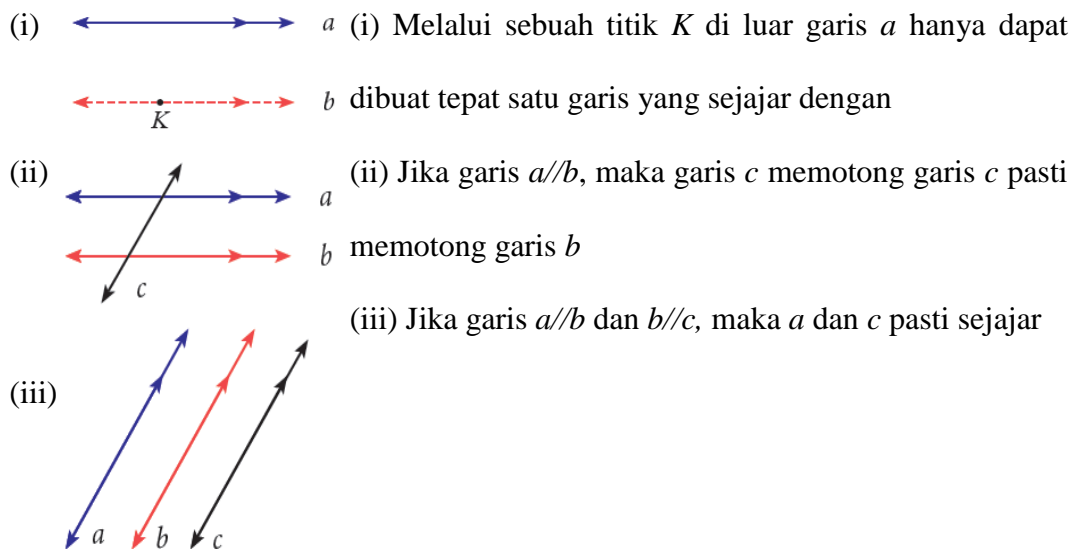 (i) a (i) Melalui sebuah titik K di luar garis a hanya dapat
b dibuat tepat satu garis yang sejajar dengan
K
(ii) (ii) Jika garis a//b, maka garis c memotong garis c pasti
a
b memotong garis b
c
(iii) Jika garis a//b dan b//c, maka a dan c pasti sejajar
(iii)
a b c